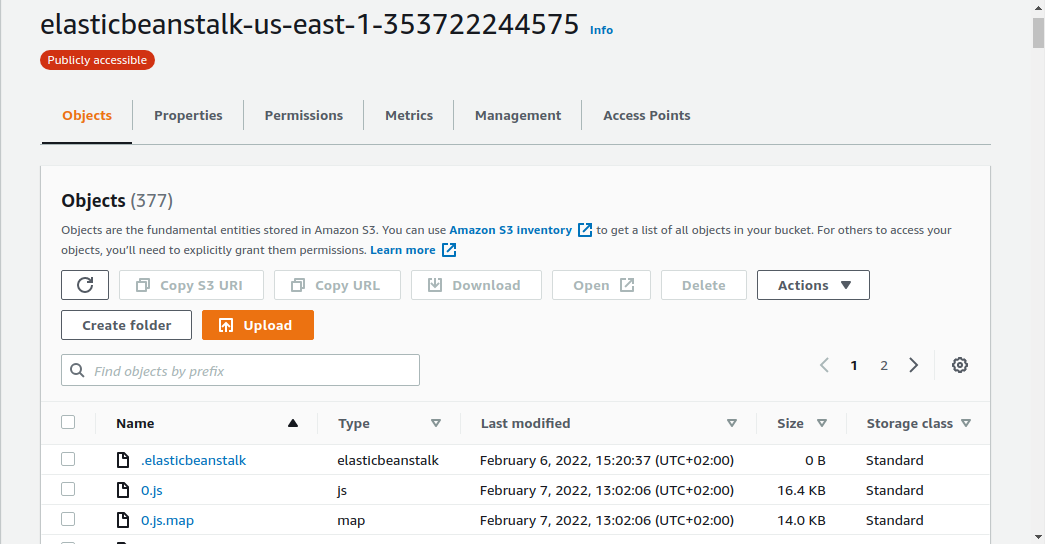 elasticbeanstalk-us-east-1-353722244575 Info
Publicly accessible
Objects Properties Permissions Metrics Management Access Points
Objects (377)
Objects are the fundamental entities stored in Amazon S3. You can use Amazon S3 inventory to get a list of all objects in your bucket. For others to access your
objects, you'll need to explicitly grant them permissions. Learn more
Copy S3 URI Copy URL Download Open Delete Actions
Create folder Upload
Find objects by prefix 1 2
Name Type Last modified Size Storage class
.elasticbeanstalk elasticbeanstalk February 6, 2022, 15:20:37 (UTC+02:00) 0 B Standard
0.js js February 7, 2022, 13:02:06 (UTC+02:00) 16.4 KB Standard
0.js.map map February 7, 2022, 13:02:06 (UTC+02:00) 14.0 KB Standard